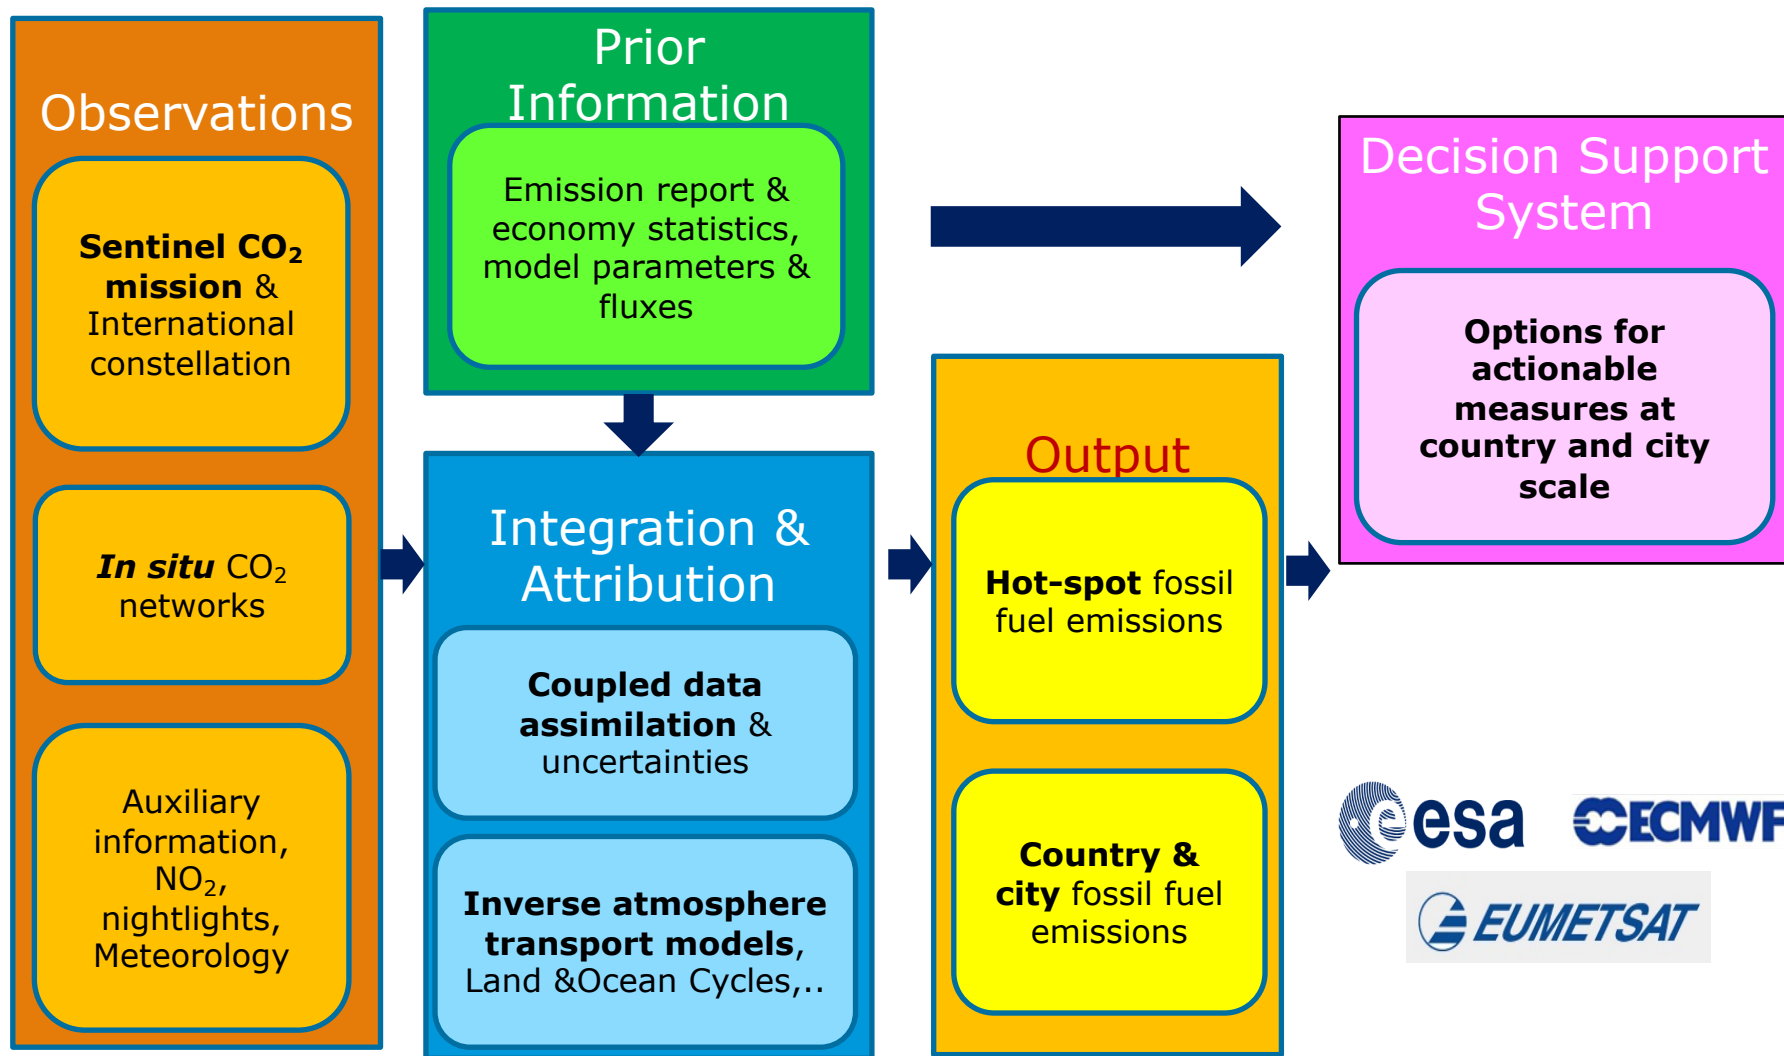 Observations
Sentinel CO₂
mission &
International
constellation
In situ CO₂
networks
Auxiliary
information,
NO₂,
nightlights,
Meteorology
Prior
Information
Emission report &
economy statistics,
model parameters &
fluxes
Integration &
Attribution
Coupled data
assimilation &
uncertainties
Inverse atmosphere
transport models,
Land &Ocean Cycles,..
Output
Hot-spot fossil
fuel emissions
Country &
city fossil fuel
emissions
Decision Support
System
Options for
actionable
measures at
country and city
scale
esa
ECMWF
EUMETSAT